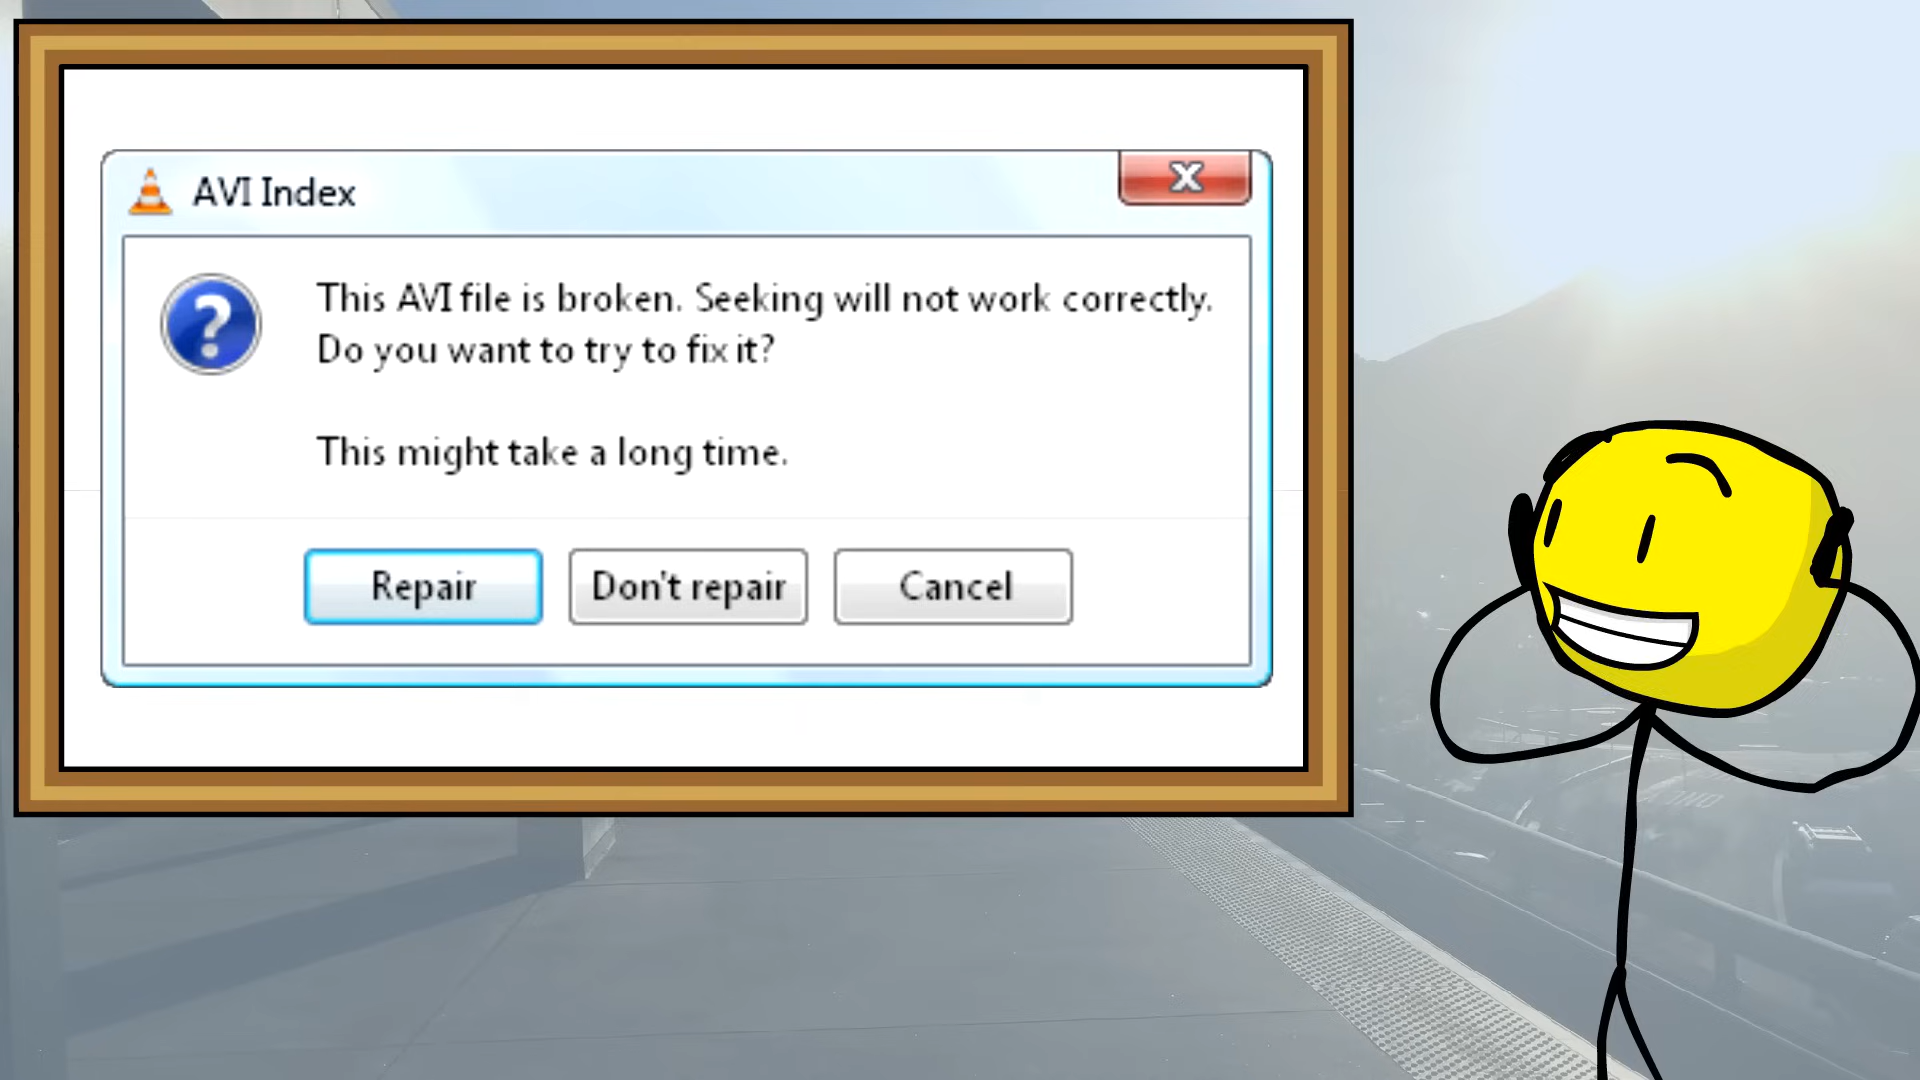 AVI Index
This AVI file is broken. Seeking will not work correctly.
Do you want to try to fix it?
This might take a long time.
Repair
Don't repair
Cancel